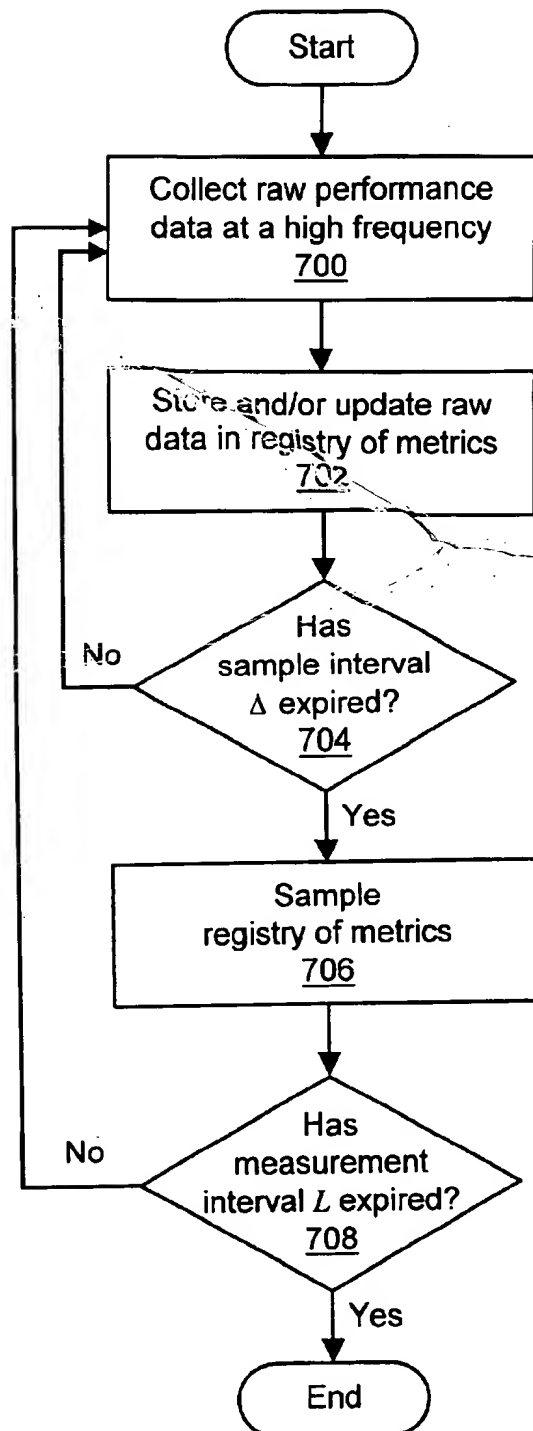 Start
Collect raw performance
data at a high frequency
700
Store and/or update raw
data in registry of metrics
702
Has
sample interval
Δ expired?
704
No
Yes
Sample
registry of metrics
706
Has
measurement
interval L expired?
708
No
Yes
End